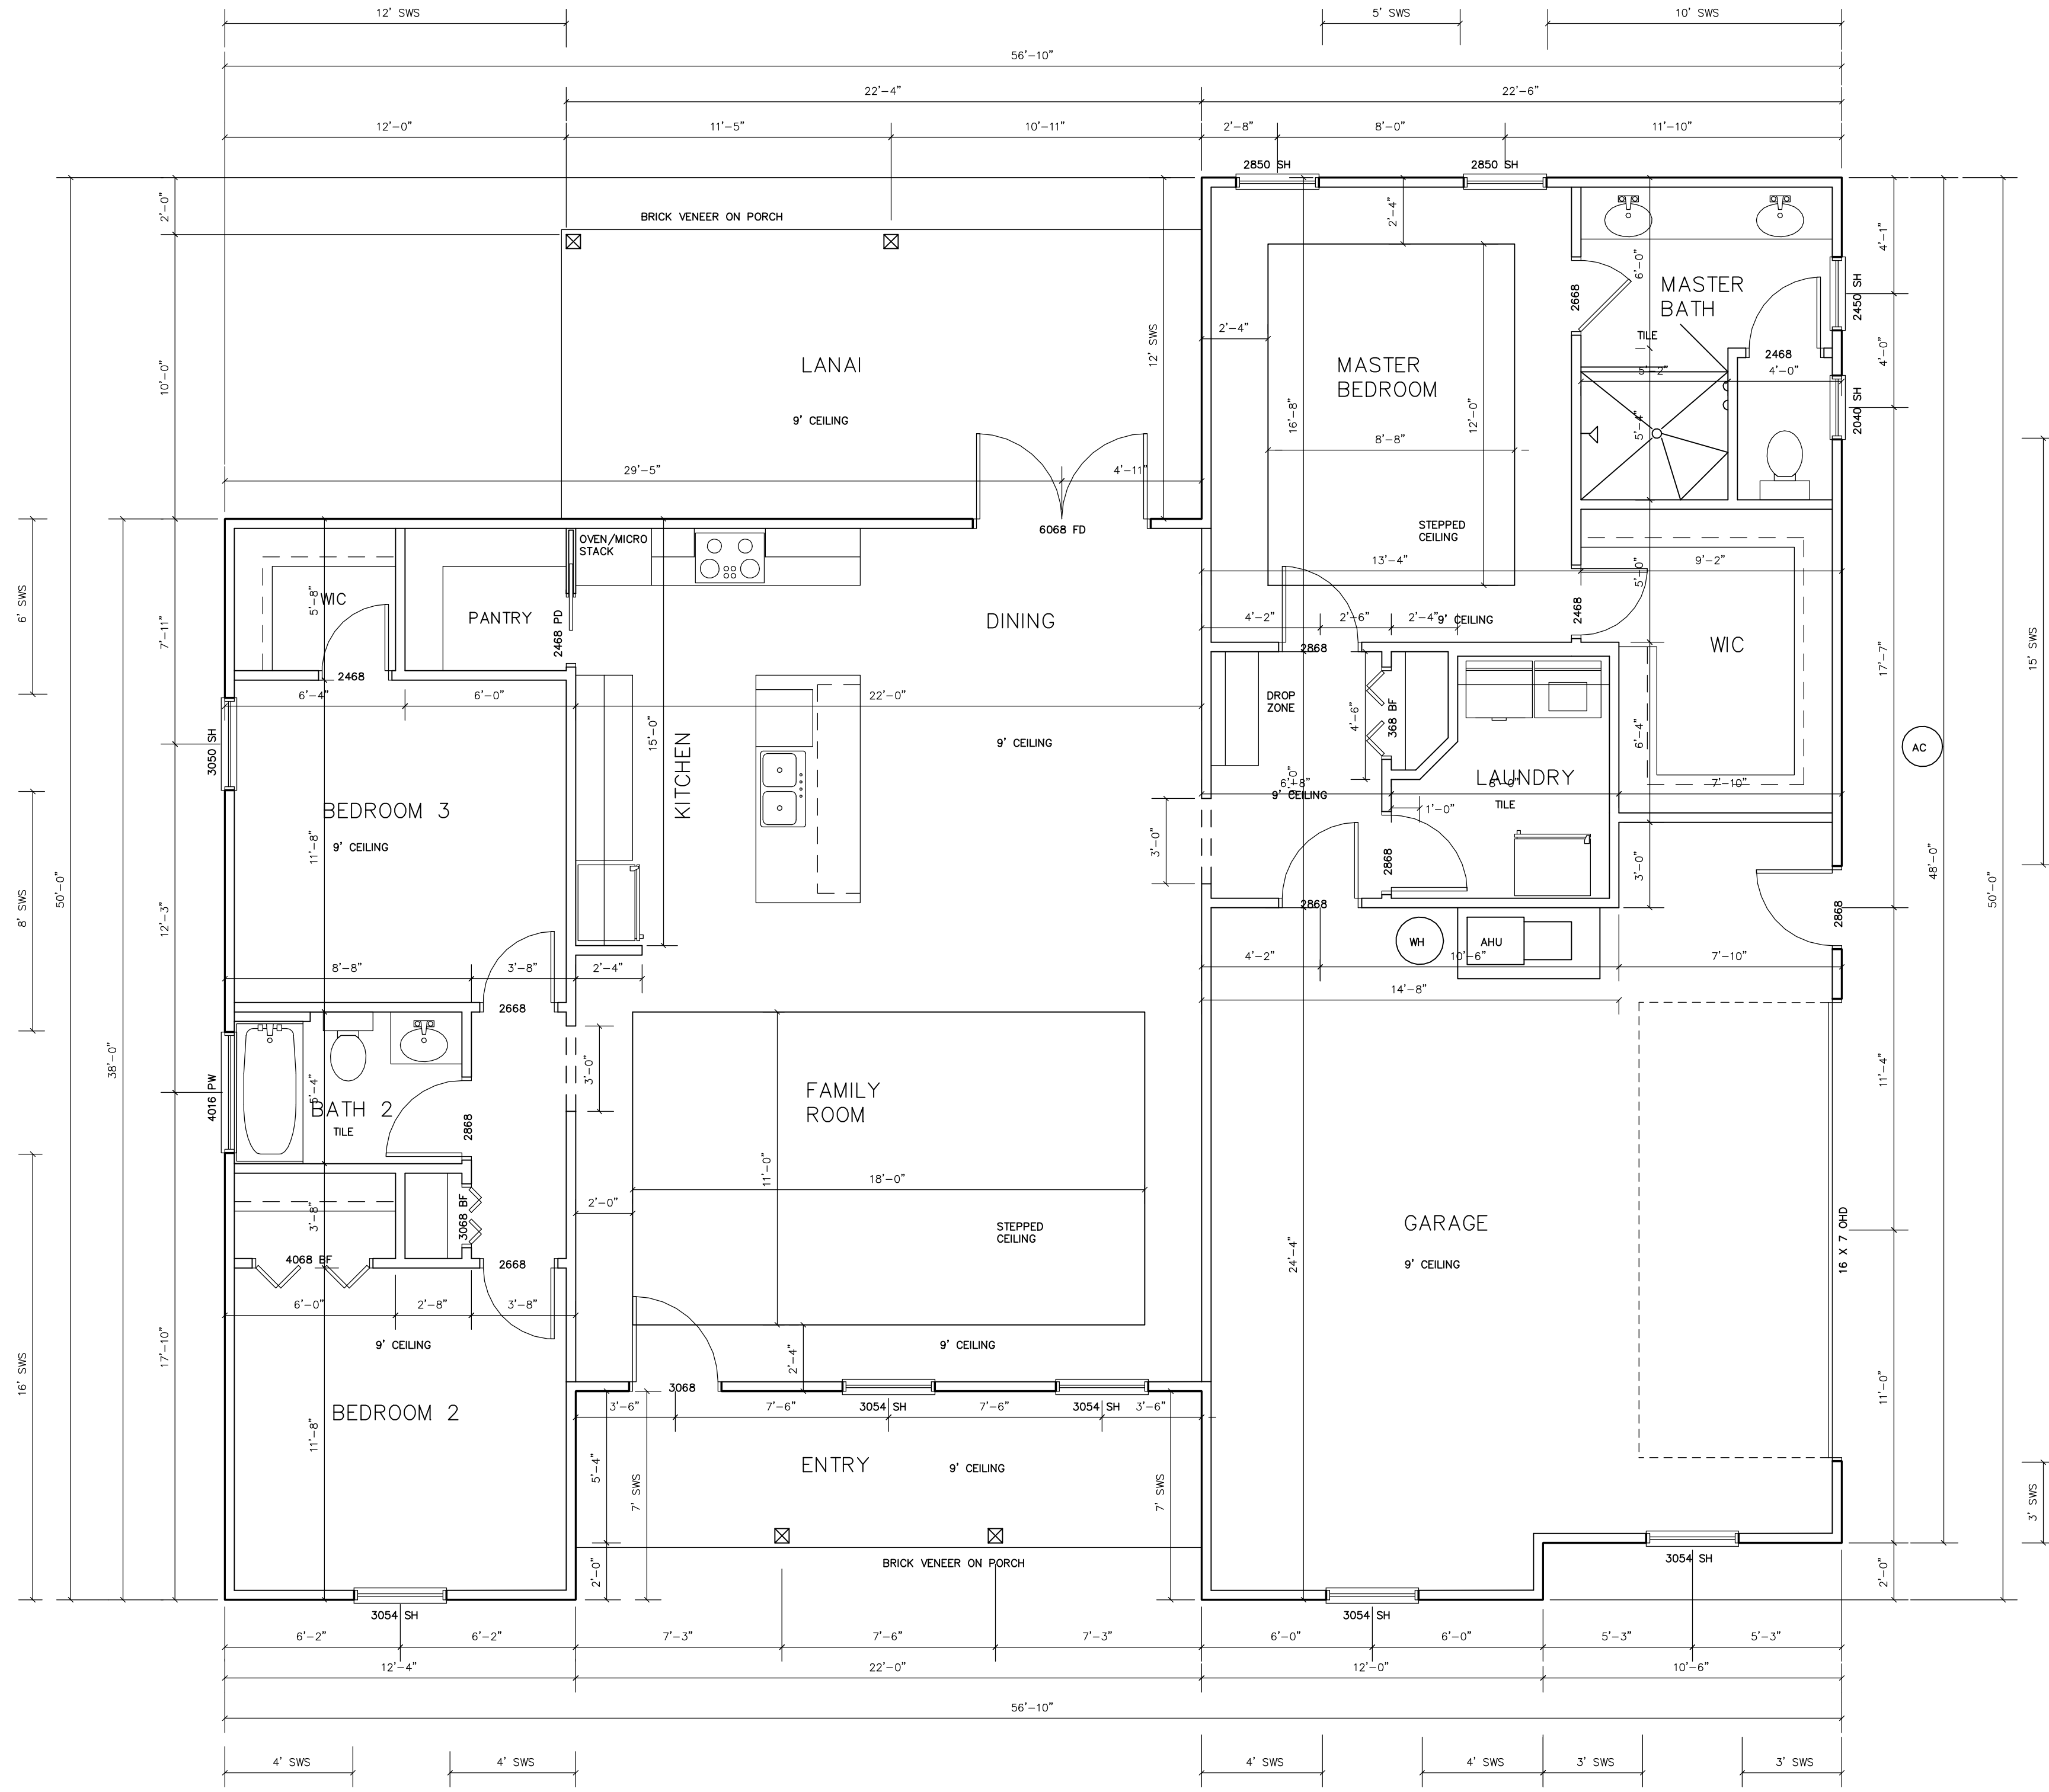 12' SWS
5' SWS
10' SWS
56'-10"
22'-4"
22'-6"
12'-0"
11'-5"
10'-11"
2'-8"
8'-0"
11'-10"
2850 SH
2850 SH
2'-0"
BRICK VENEER ON PORCH
2'-4"
4'-1"
6'-0"
MASTER
BATH
2450 SH
2668
TILE
2'-4"
12' SWS
10'-0"
LANAI
9' CEILING
MASTER
BEDROOM
2468
4'-0"
5'-2"
4'-0"
2040 SH
16'-8"
12'-0"
8'-8"
5'-4"
29'-5"
4'-11"
6068 FD
STEPPED
CEILING
OVEN/MICRO
STACK
13'-4"
9'-2"
5'-0"
6' SWS
7'-11"
5'-8"
WIC
PANTRY
2468 PD
DINING
4'-2"
2'-6"
2'-4"
9' CEILING
2468
WIC
17'-7"
15' SWS
2468
2868
6'-4"
6'-0"
22'-0"
DROP
ZONE
4'-6"
368 BF
3050 SH
15'-0"
KITCHEN
9' CEILING
6'-4"
AC
LAUNDRY
TILE
6'-8"
8'-0"
7'-10"
9' CEILING
1'-0"
BEDROOM 3
9' CEILING
11'-8"
3'-0"
2868
3'-0"
48'-0"
50'-0"
50'-0"
12'-3"
8' SWS
2868
2868
WH
AHU
8'-8"
3'-8"
2'-4"
4'-2"
10'-6"
7'-10"
14'-8"
2668
38'-0"
4016 PW
BATH 2
TILE
2868
3'-0"
FAMILY
ROOM
11'-4"
11'-0"
18'-0"
2'-0"
STEPPED
CEILING
3'-8"
3068 BF
4068 BF
2668
GARAGE
9' CEILING
24'-4"
16 X 7 OHD
6'-0"
2'-8"
3'-8"
9' CEILING
2'-4"
9' CEILING
17'-10"
16' SWS
11'-0"
3068
3'-6"
7'-6"
3054 SH
7'-6"
3054 SH
3'-6"
BEDROOM 2
11'-8"
5'-4"
7' SWS
ENTRY
9' CEILING
7' SWS
3' SWS
BRICK VENEER ON PORCH
2'-0"
2'-0"
3054 SH
3054 SH
3054 SH
6'-2"
6'-2"
7'-3"
7'-6"
7'-3"
6'-0"
6'-0"
5'-3"
5'-3"
12'-4"
22'-0"
12'-0"
10'-6"
56'-10"
4' SWS
4' SWS
4' SWS
4' SWS
3' SWS
3' SWS